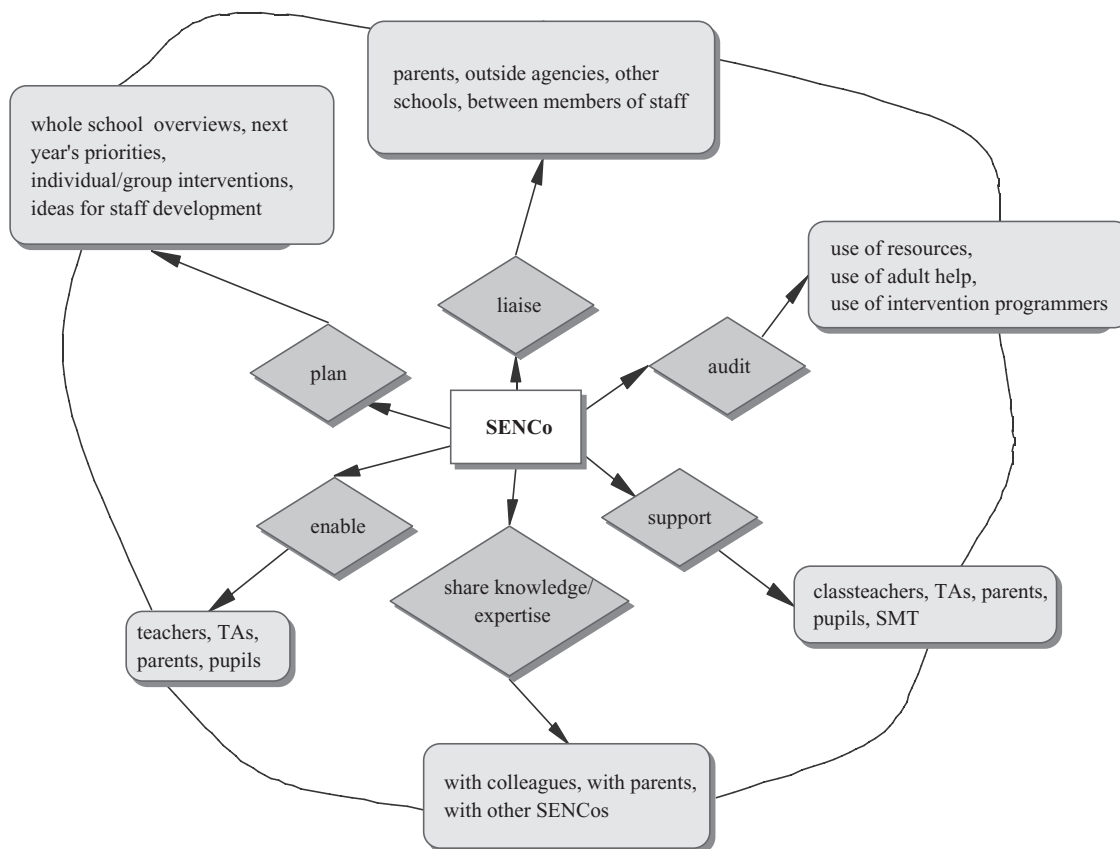 parents, outside agencies, other
schools, between members of staff
whole school  overviews, next
year's priorities,
individual/group interventions,
ideas for staff development
use of resources,
use of adult help,
use of intervention programmers
liaise
plan
audit
SENCo
enable
support
share knowledge/
expertise
classteachers, TAs, parents,
pupils, SMT
teachers, TAs,
parents, pupils
with colleagues, with parents,
with other SENCos